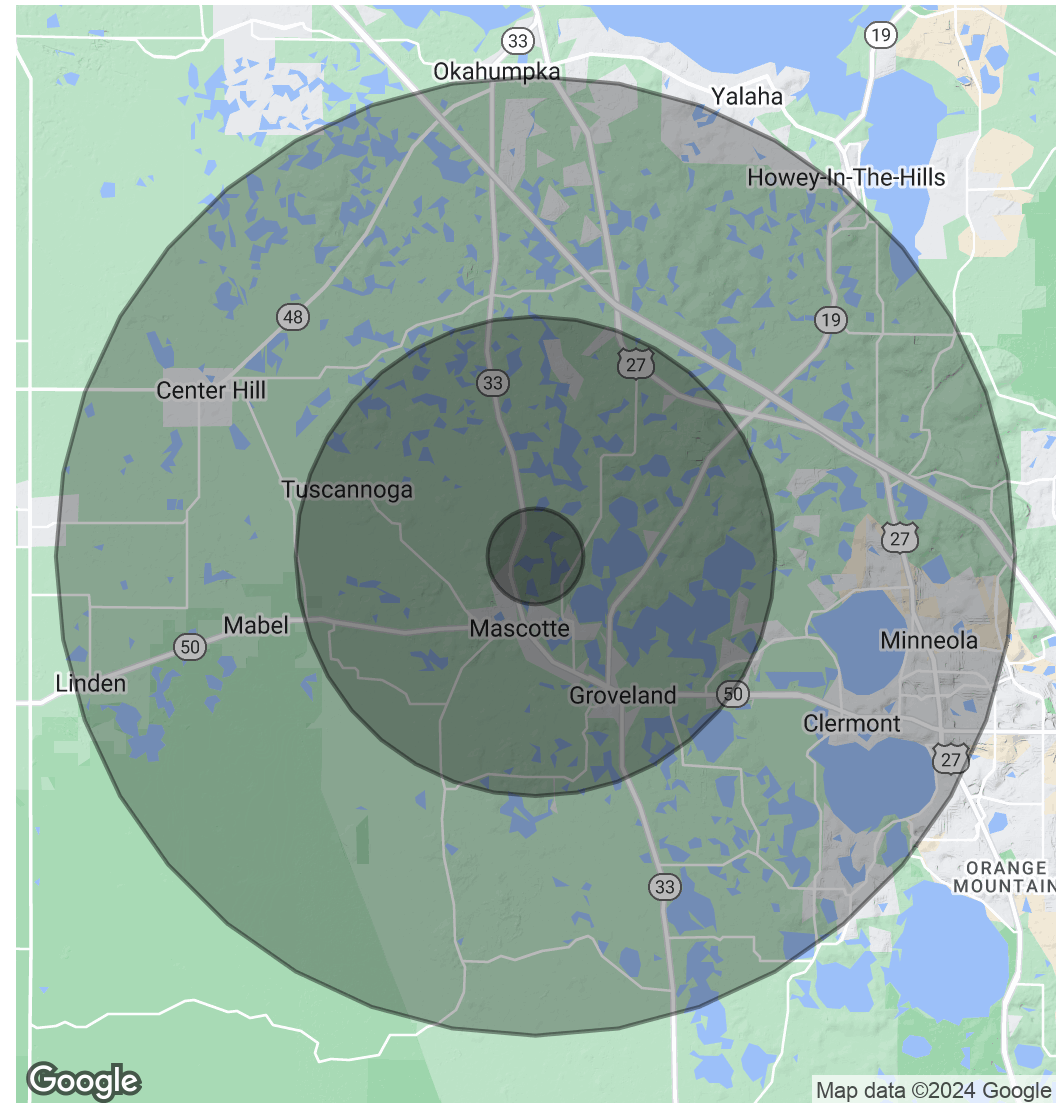 33
19
Okahumpka
Yalaha
Howey-In-The-Hills
48
19
27
33
Center Hill
Tuscannoga
27
Mabel
Mascotte
50
Minneola
Linden
Groveland
50
Clermont
27
ORANGE
MOUNTAIN
33
Google
Map data ©2024 Google